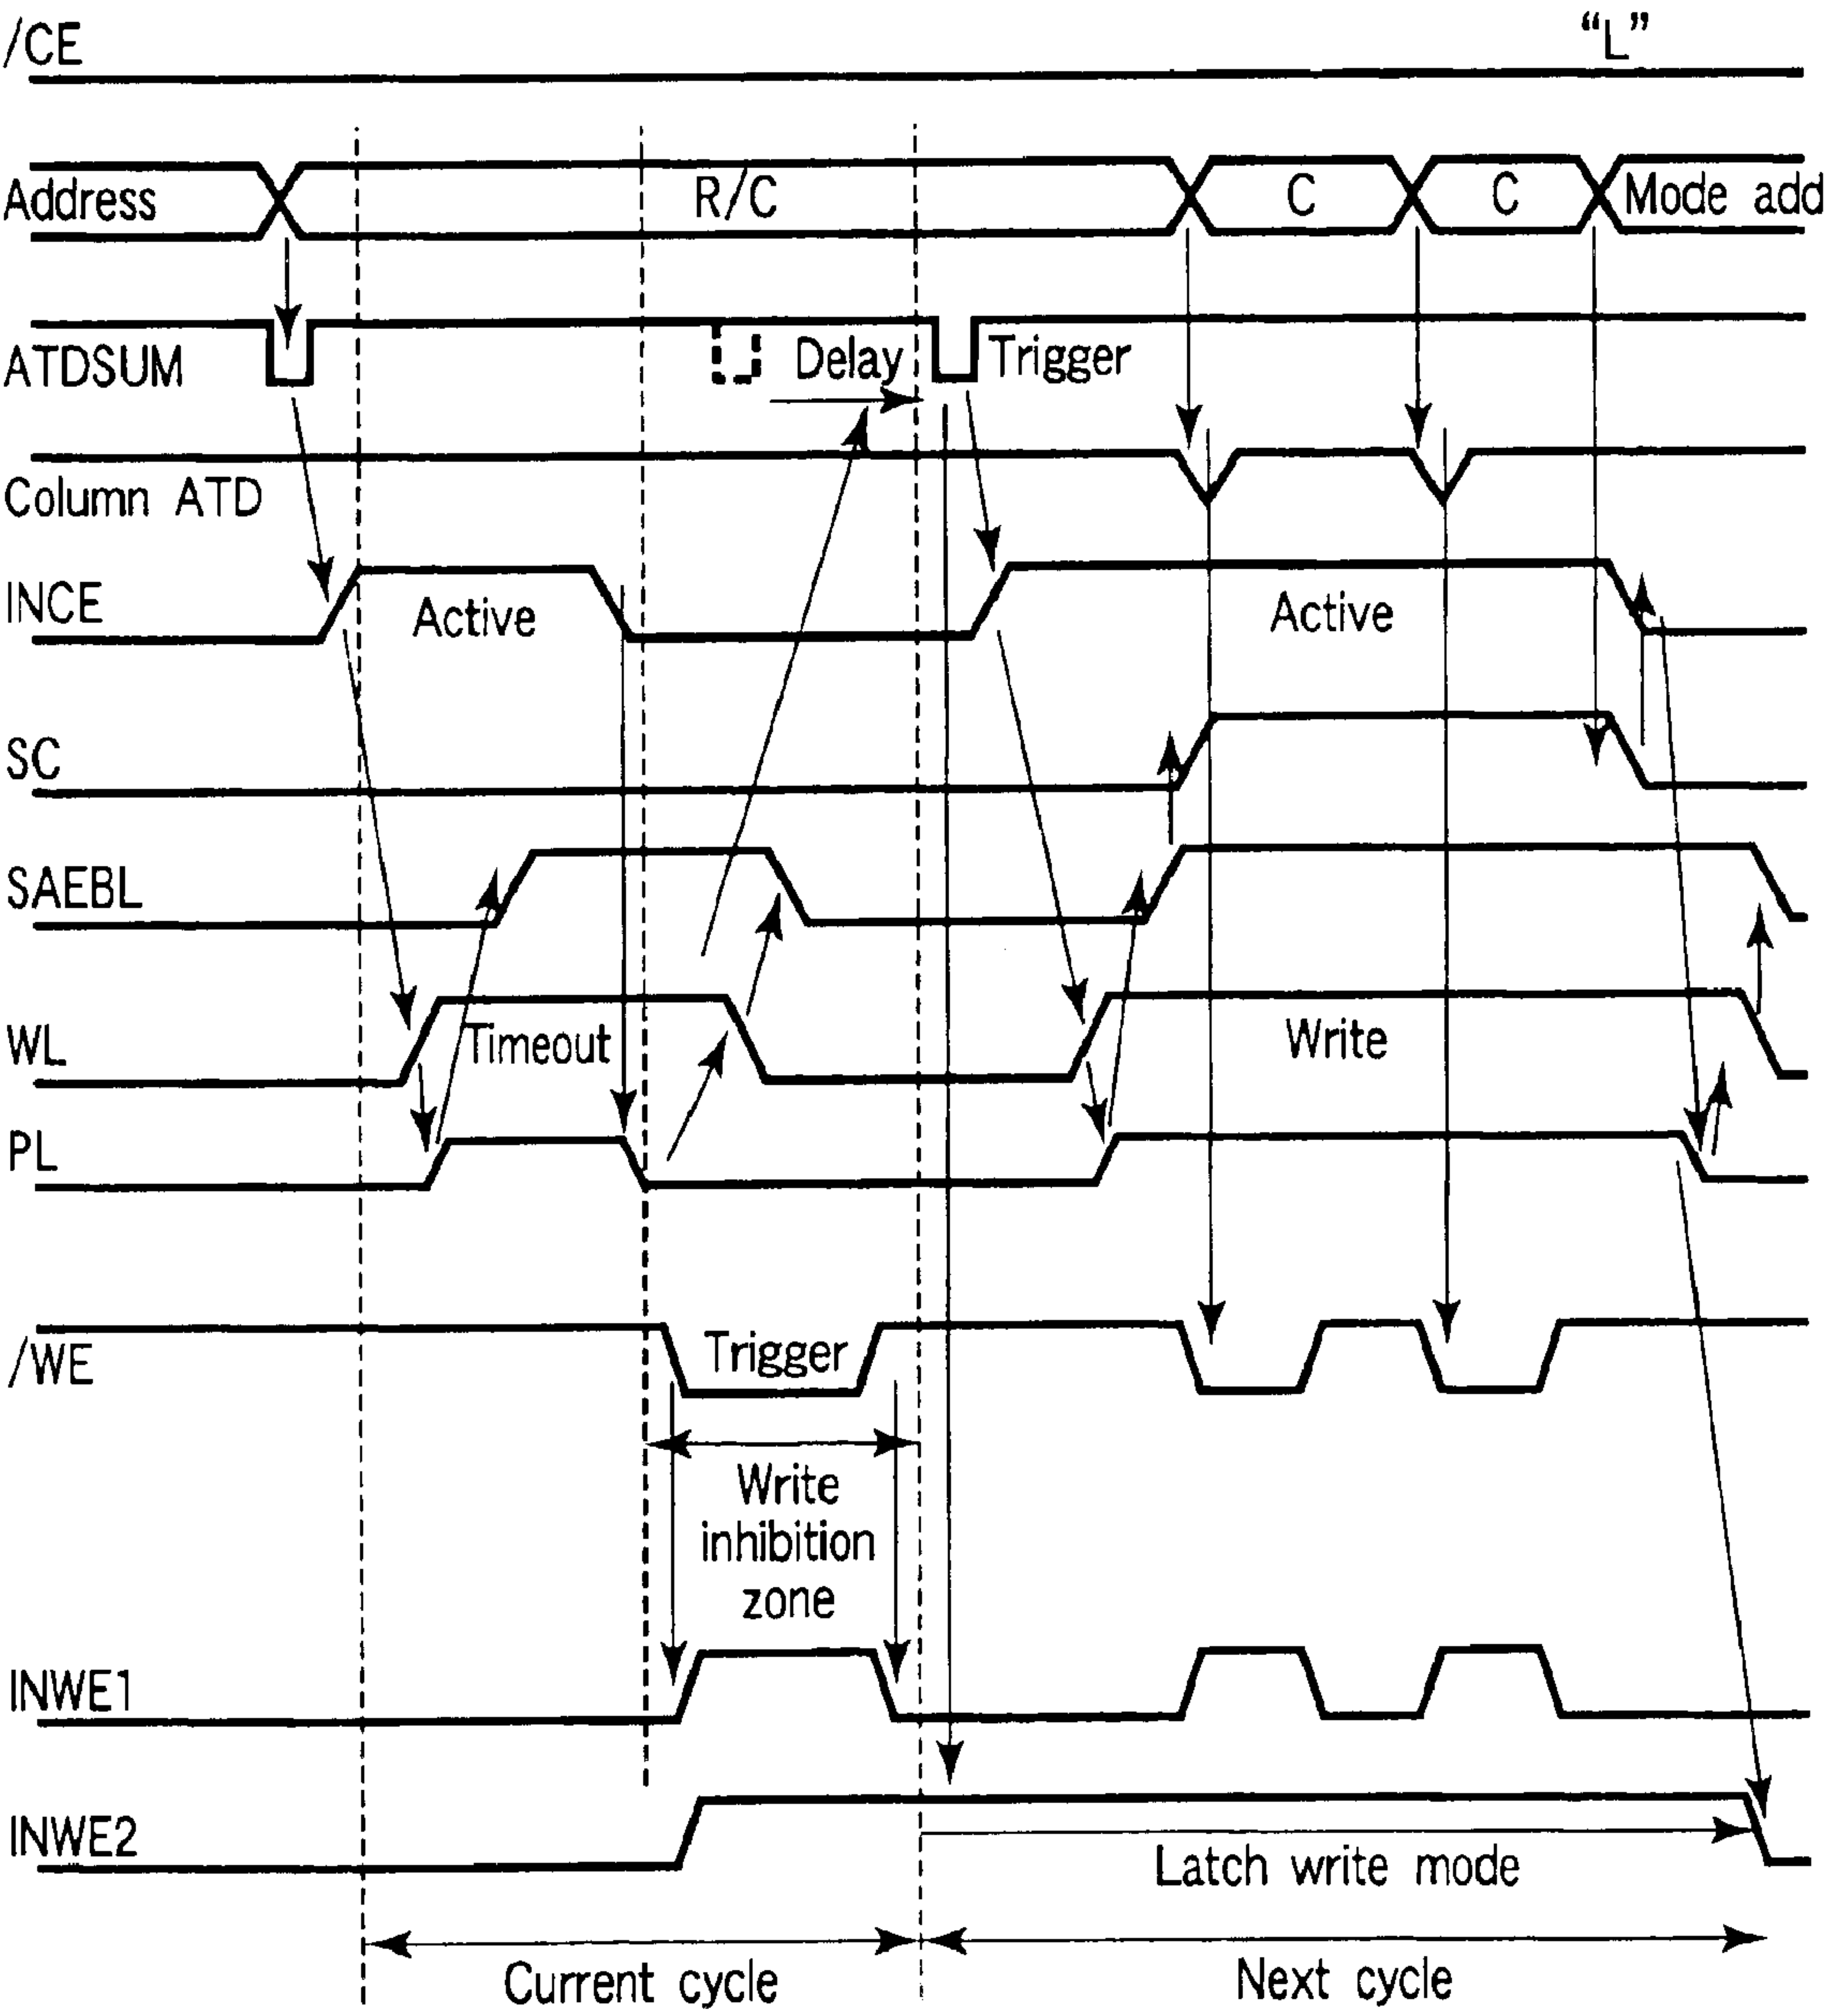 /CE
“L”
Address
R/C
C
C
Mode add
ATDSUM
Delay
Trigger
Column ATD
INCE
Active
Active
SC
SAEBL
WL
Timeout
Write
PL
/WE
Trigger
Write
inhibition
zone
INWE1
INWE2
Latch write mode
Current cycle
Next cycle